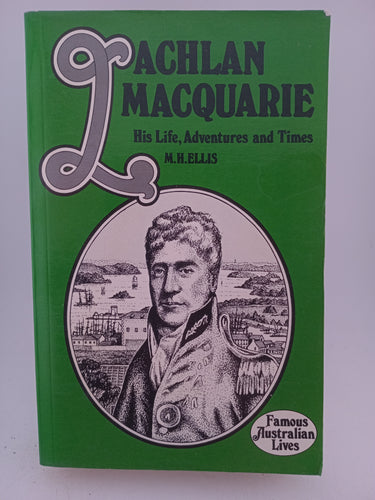 LACHLAN
MACQUARIE
His Life, Adventures and Times
M.H. ELLIS
Famous
Australian
Lives